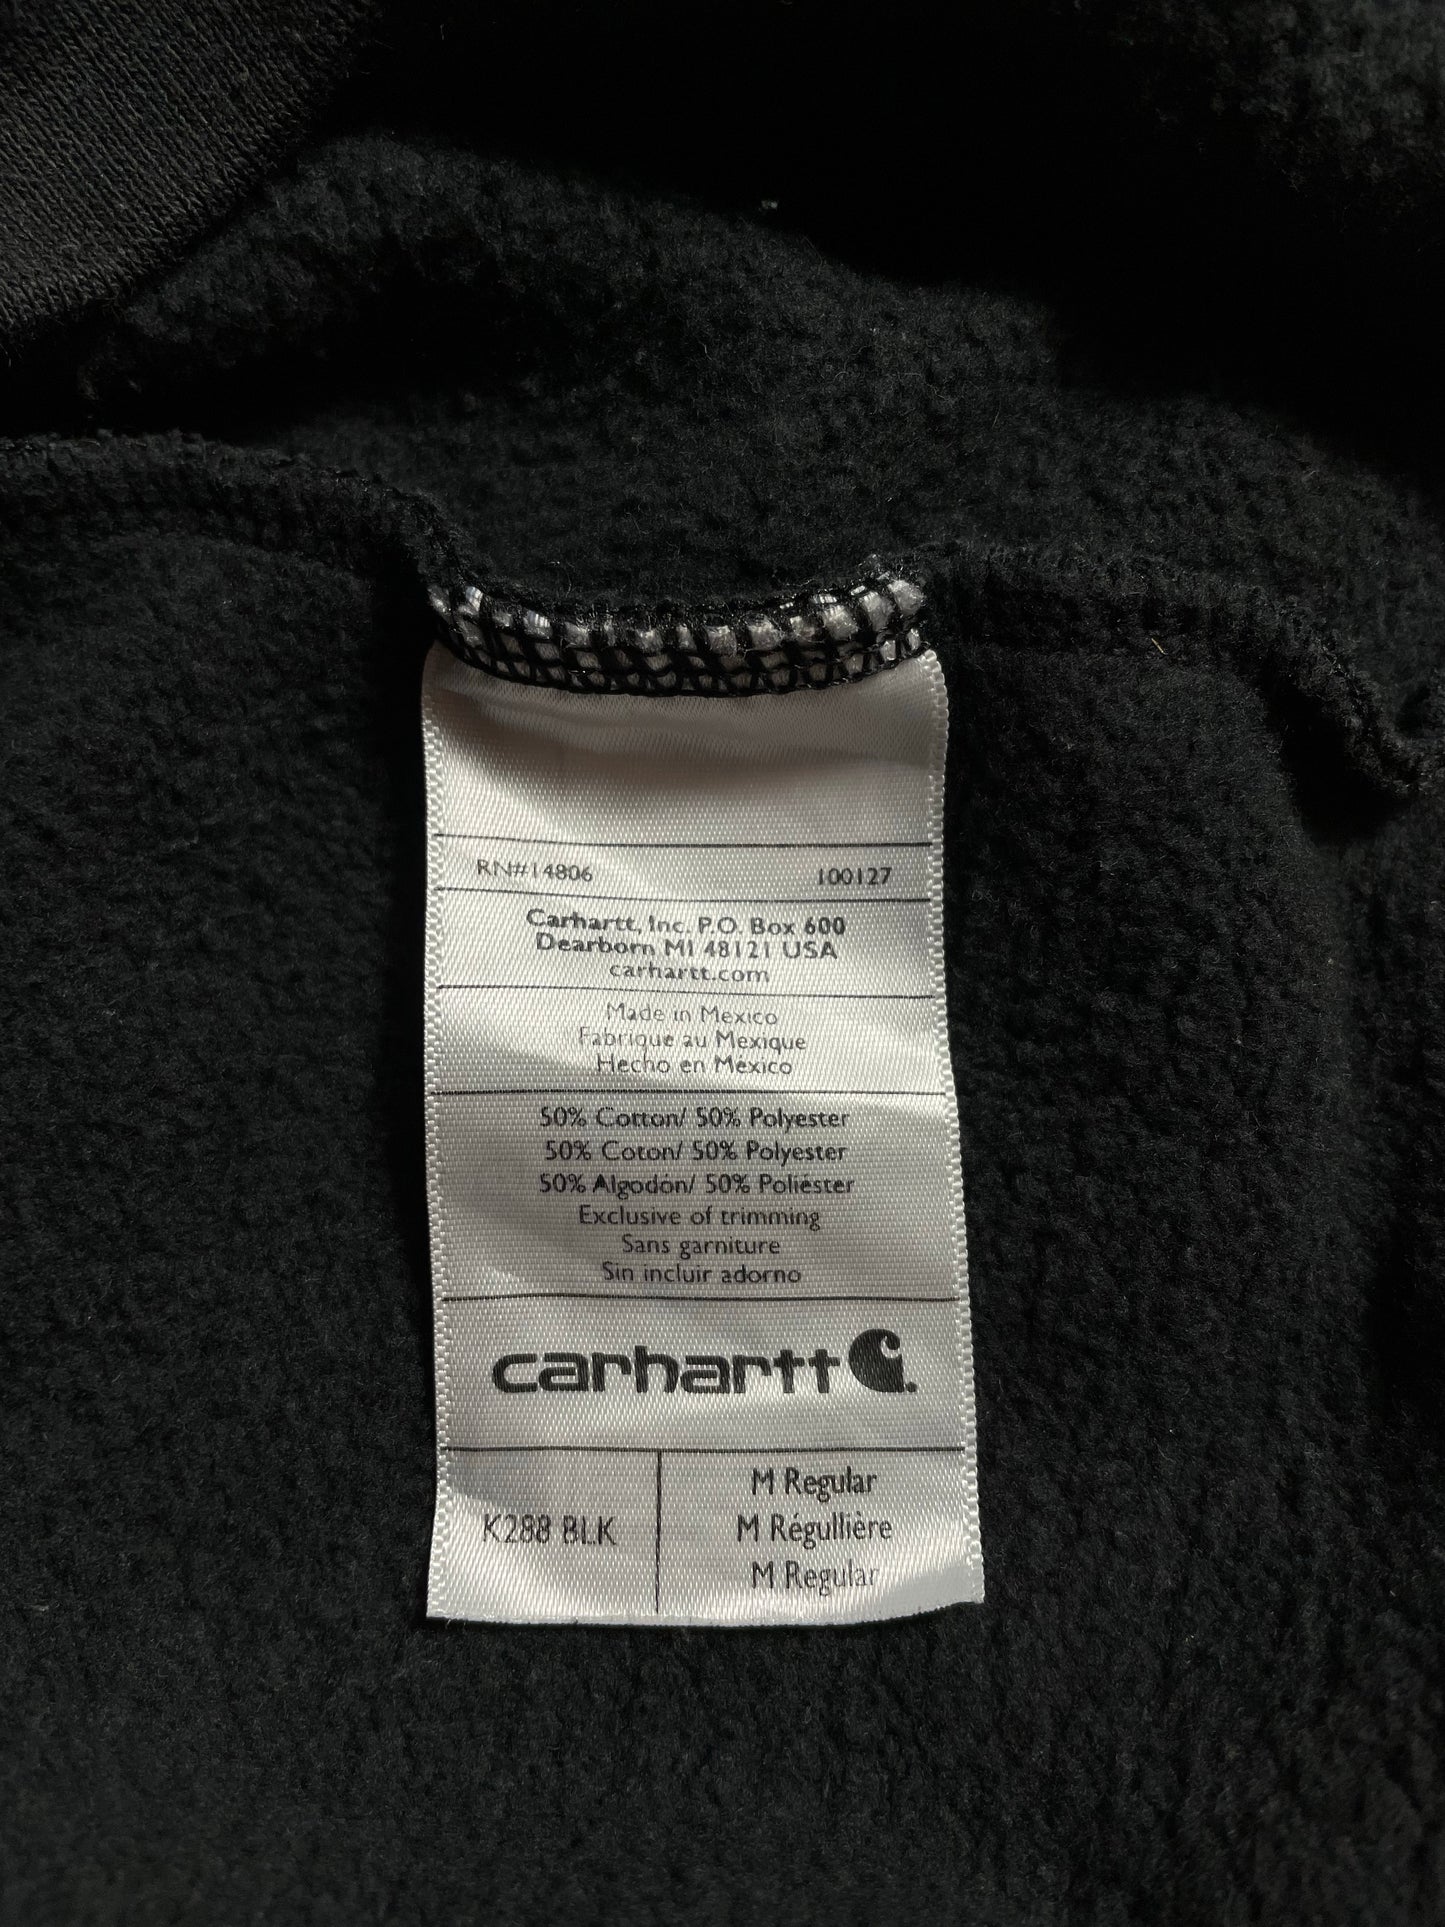 RN#14806 100127
Carhartt, Inc. P.O. Box 600
Dearborn MI 48121 USA
carhartt.com
Made in Mexico
Fabrique au Mexique
Hecho en México
50% Cotton/ 50% Polyester
50% Coton/ 50% Polyester
50% Algodón/ 50% Poliéster
Exclusive of trimming
Sans garniture
Sin incluir adorno
carhartt
K288 BLK
M Regular
M Régullière
M Regular